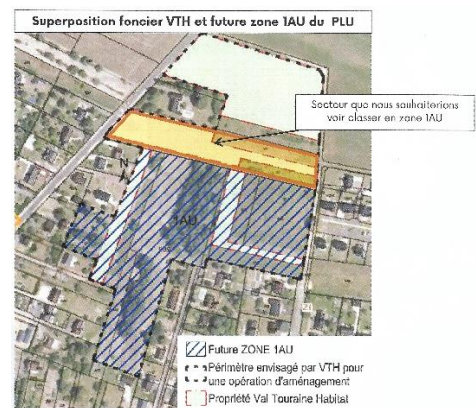 Superposition foncier VTH et future zone 1AU du PLU
Secteur que nous souhaiterions
voir classer en zone 1AU
1AU
Future ZONE 1AU
Périmètre envisagé par VTH pour
une opération d'aménagement
Propriété Val Touraine Habitat